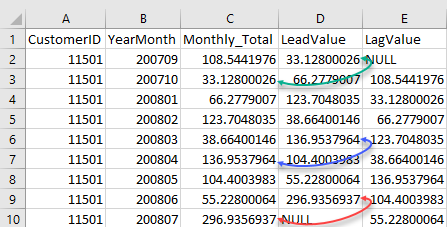 A B C D E
1 CustomerID YearMonth Monthly_Total LeadValue LagValue
2 11501 200709 108.5441976 33.12800026 NULL
3 11501 200710 33.12800026 66.2779007 108.5441976
4 11501 200801 66.2779007 123.7048035 33.12800026
5 11501 200802 123.7048035 38.66400146 66.2779007
6 11501 200803 38.66400146 136.9537964 123.7048035
7 11501 200804 136.9537964 104.4003983 38.66400146
8 11501 200805 104.4003983 55.22800064 136.9537964
9 11501 200806 55.22800064 296.9356937 104.4003983
10 11501 200807 296.9356937 NULL 55.22800064